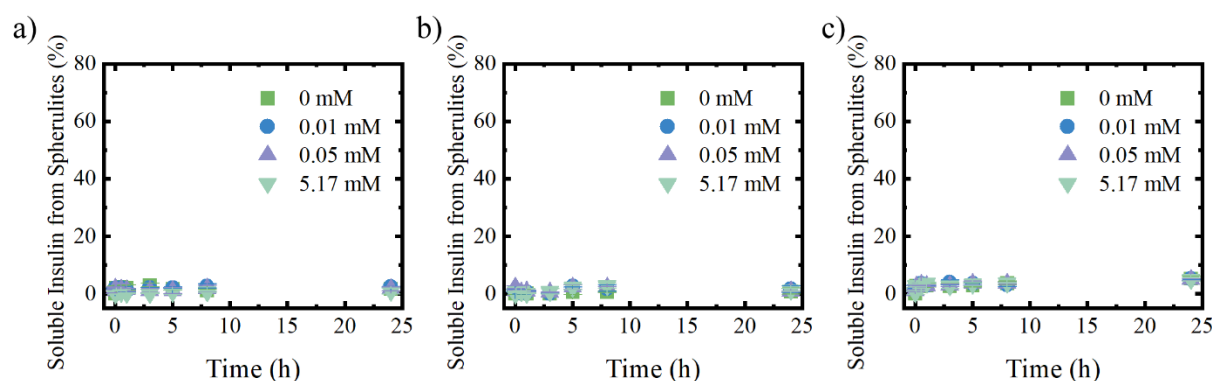 a)
Soluble Insulin from Spherulites (%)
80
60
40
20
0
0 mM
0.01 mM
0.05 mM
5.17 mM
0 5 10 15 20 25
Time (h)
b)
Soluble Insulin from Spherulites (%)
80
60
40
20
0
0 mM
0.01 mM
0.05 mM
5.17 mM
0 5 10 15 20 25
Time (h)
c)
Soluble Insulin from Spherulites (%)
80
60
40
20
0
0 mM
0.01 mM
0.05 mM
5.17 mM
0 5 10 15 20 25
Time (h)